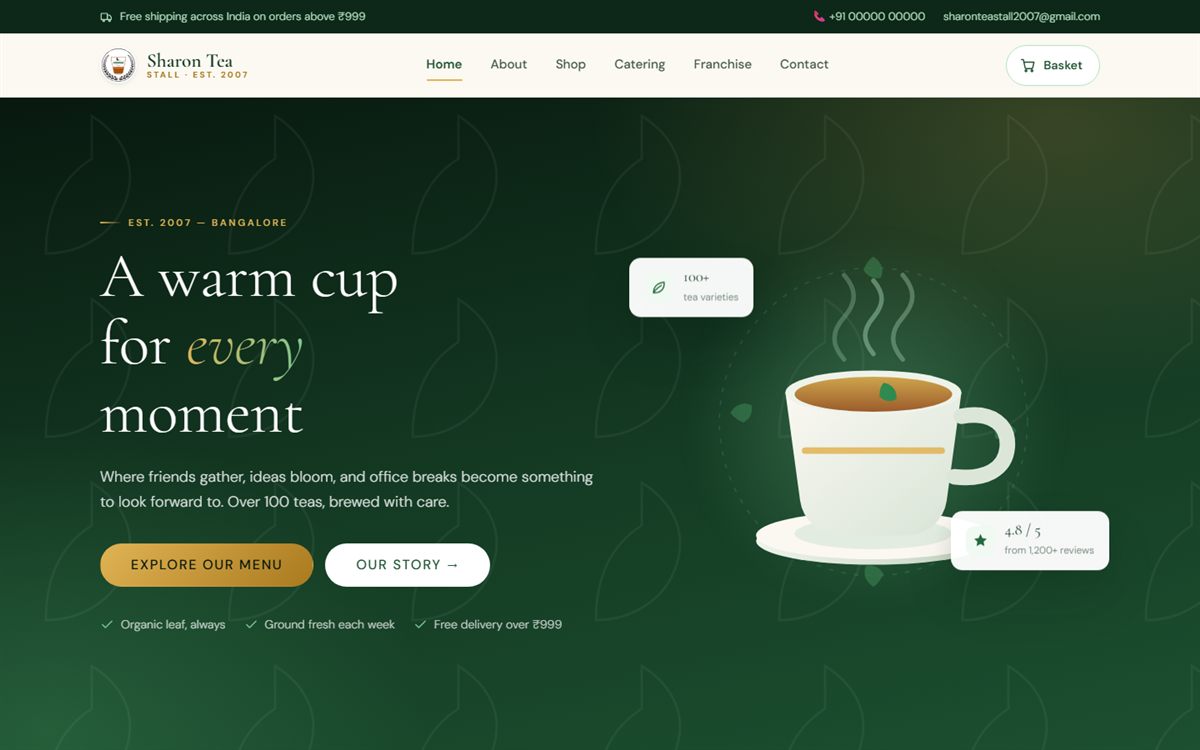 Free shipping across India on orders above ₹999
+91 00000 00000
sharonteastall2007@gmail.com
Sharon Tea
STALL · EST. 2007
Home
About
Shop
Catering
Franchise
Contact
Basket
EST. 2007 — BANGALORE
A warm cup
for every
moment
100+
tea varieties
Where friends gather, ideas bloom, and office breaks become something
to look forward to. Over 100 teas, brewed with care.
4.8 / 5
from 1,200+ reviews
EXPLORE OUR MENU
OUR STORY →
Organic leaf, always
Ground fresh each week
Free delivery over ₹999